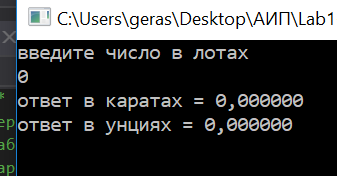 C:\Users\geras\Desktop\АИП\Lab1
введите число в лотах
0
ответ в каратах = 0,000000
ответ в унциях = 0,000000